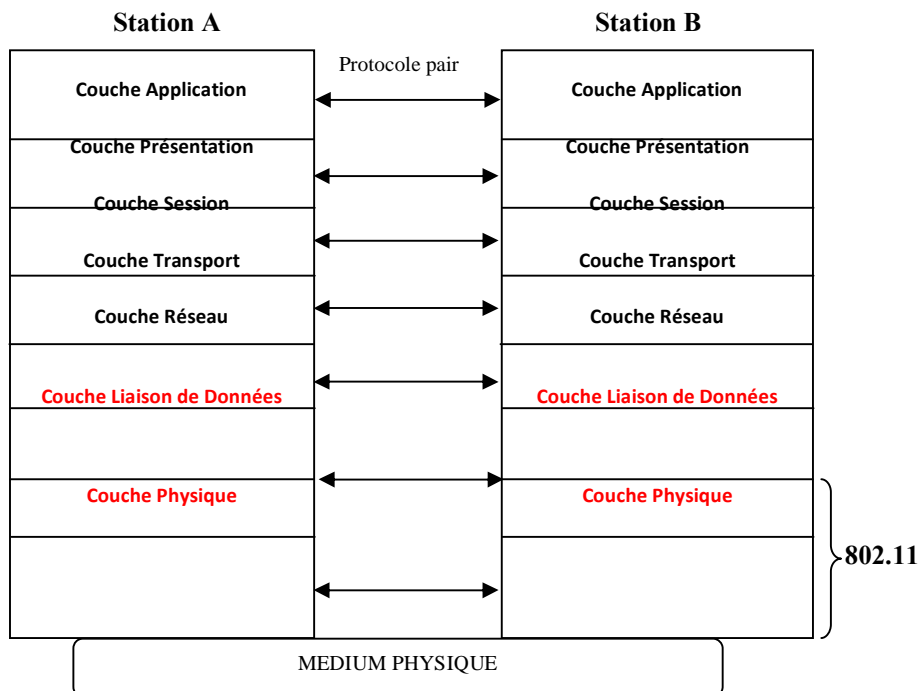 Station A
Station B
Protocole pair
Couche Application
Couche Application
Couche Présentation
Couche Présentation
Couche Session
Couche Session
Couche Transport
Couche Transport
Couche Réseau
Couche Réseau
Couche Liaison de Données
Couche Liaison de Données
Couche Physique
Couche Physique
802.11
MEDIUM PHYSIQUE